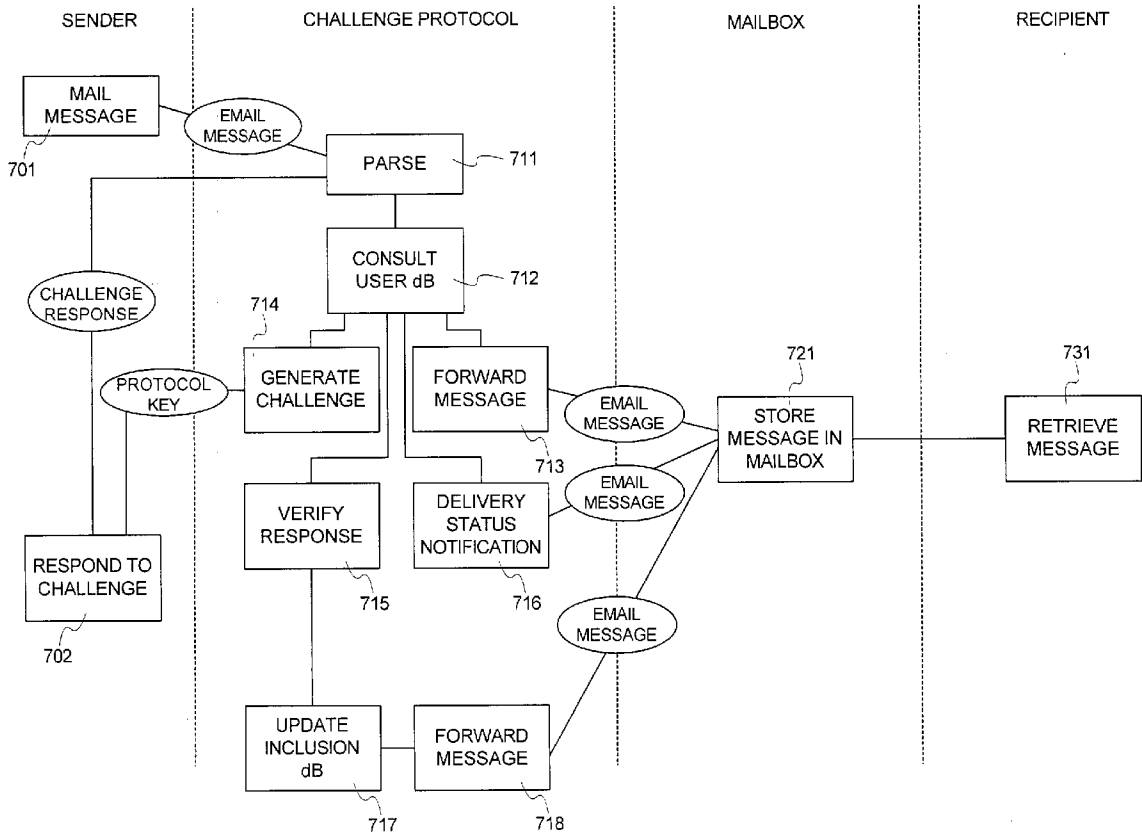 SENDER
CHALLENGE PROTOCOL
MAILBOX
RECIPIENT
MAIL
MESSAGE
701
EMAIL
MESSAGE
PARSE
711
CONSULT
USER dB
712
CHALLENGE
RESPONSE
714
GENERATE
CHALLENGE
PROTOCOL
KEY
FORWARD
MESSAGE
713
EMAIL
MESSAGE
721
STORE
MESSAGE IN
MAILBOX
731
RETRIEVE
MESSAGE
EMAIL
MESSAGE
VERIFY
RESPONSE
715
DELIVERY
STATUS
NOTIFICATION
716
RESPOND TO
CHALLENGE
702
EMAIL
MESSAGE
UPDATE
INCLUSION
dB
717
FORWARD
MESSAGE
718